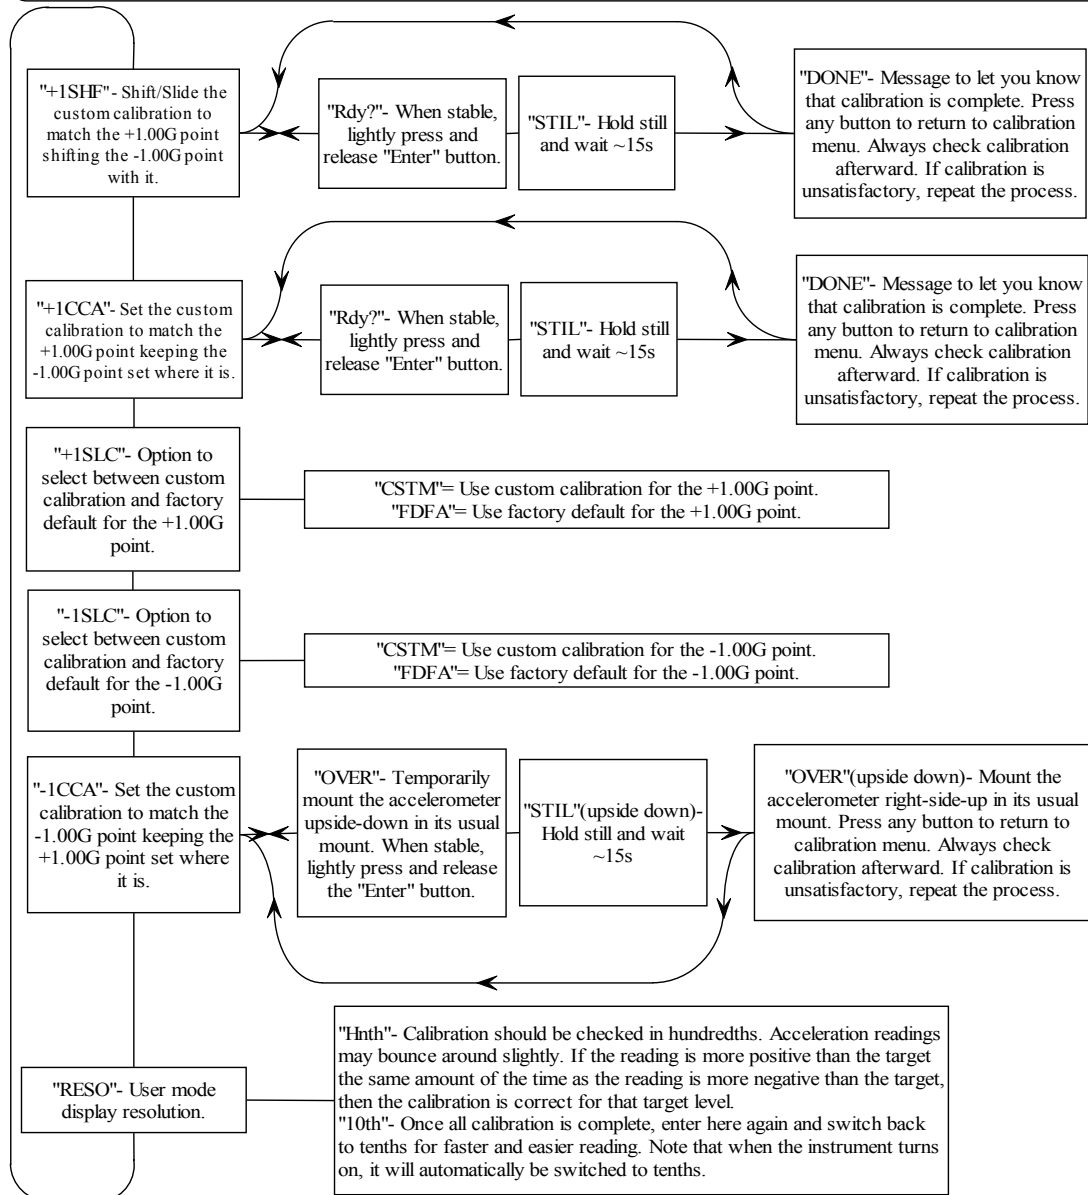 "+1SHF"- Shift/Slide the
custom calibration to
match the +1.00G point
shifting the -1.00G point
with it.
"Rdy?"- When stable,
lightly press and
release "Enter" button.
"STIL"- Hold still
and wait ~15s
"DONE"- Message to let you know
that calibration is complete. Press
any button to return to calibration
menu. Always check calibration
afterward. If calibration is
unsatisfactory, repeat the process.
"+1CCA"- Set the custom
calibration to match the
+1.00G point keeping the
-1.00G point set where it is.
"Rdy?"- When stable,
lightly press and
release "Enter" button.
"STIL"- Hold still
and wait ~15s
"DONE"- Message to let you know
that calibration is complete. Press
any button to return to calibration
menu. Always check calibration
afterward. If calibration is
unsatisfactory, repeat the process.
"+1SLC"- Option to
select between custom
calibration and factory
default for the +1.00G
point.
"CSTM"= Use custom calibration for the +1.00G point.
"FDFA"= Use factory default for the +1.00G point.
"-1SLC"- Option to
select between custom
calibration and factory
default for the -1.00G
point.
"CSTM"= Use custom calibration for the -1.00G point.
"FDFA"= Use factory default for the -1.00G point.
"-1CCA"- Set the custom
calibration to match the
-1.00G point keeping the
+1.00G point set where
it is.
"OVER"- Temporarily
mount the accelerometer
upside-down in its usual
mount. When stable,
lightly press and release
the "Enter" button.
"STIL"(upside down)-
Hold still and wait
~15s
"OVER"(upside down)- Mount the
accelerometer right-side-up in its usual
mount. Press any button to return to
calibration menu. Always check
calibration afterward. If calibration is
unsatisfactory, repeat the process.
"RESO"- User mode
display resolution.
"Hnth"- Calibration should be checked in hundredths. Acceleration readings
may bounce around slightly. If the reading is more positive than the target
the same amount of the time as the reading is more negative than the target,
then the calibration is correct for that target level.
"10th"- Once all calibration is complete, enter here again and switch back
to tenths for faster and easier reading. Note that when the instrument turns
on, it will automatically be switched to tenths.